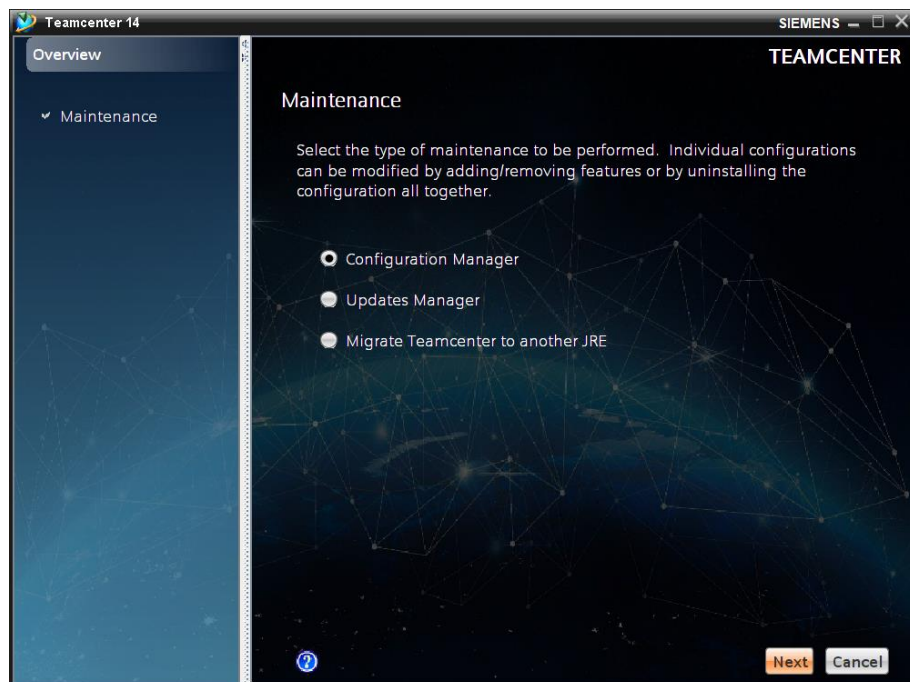 Teamcenter 14
SIEMENS
Overview
TEAMCENTER
Maintenance
Maintenance
Select the type of maintenance to be performed. Individual configurations
can be modified by adding/removing features or by uninstalling the
configuration all together.
Configuration Manager
Updates Manager
Migrate Teamcenter to another JRE
?
Next
Cancel